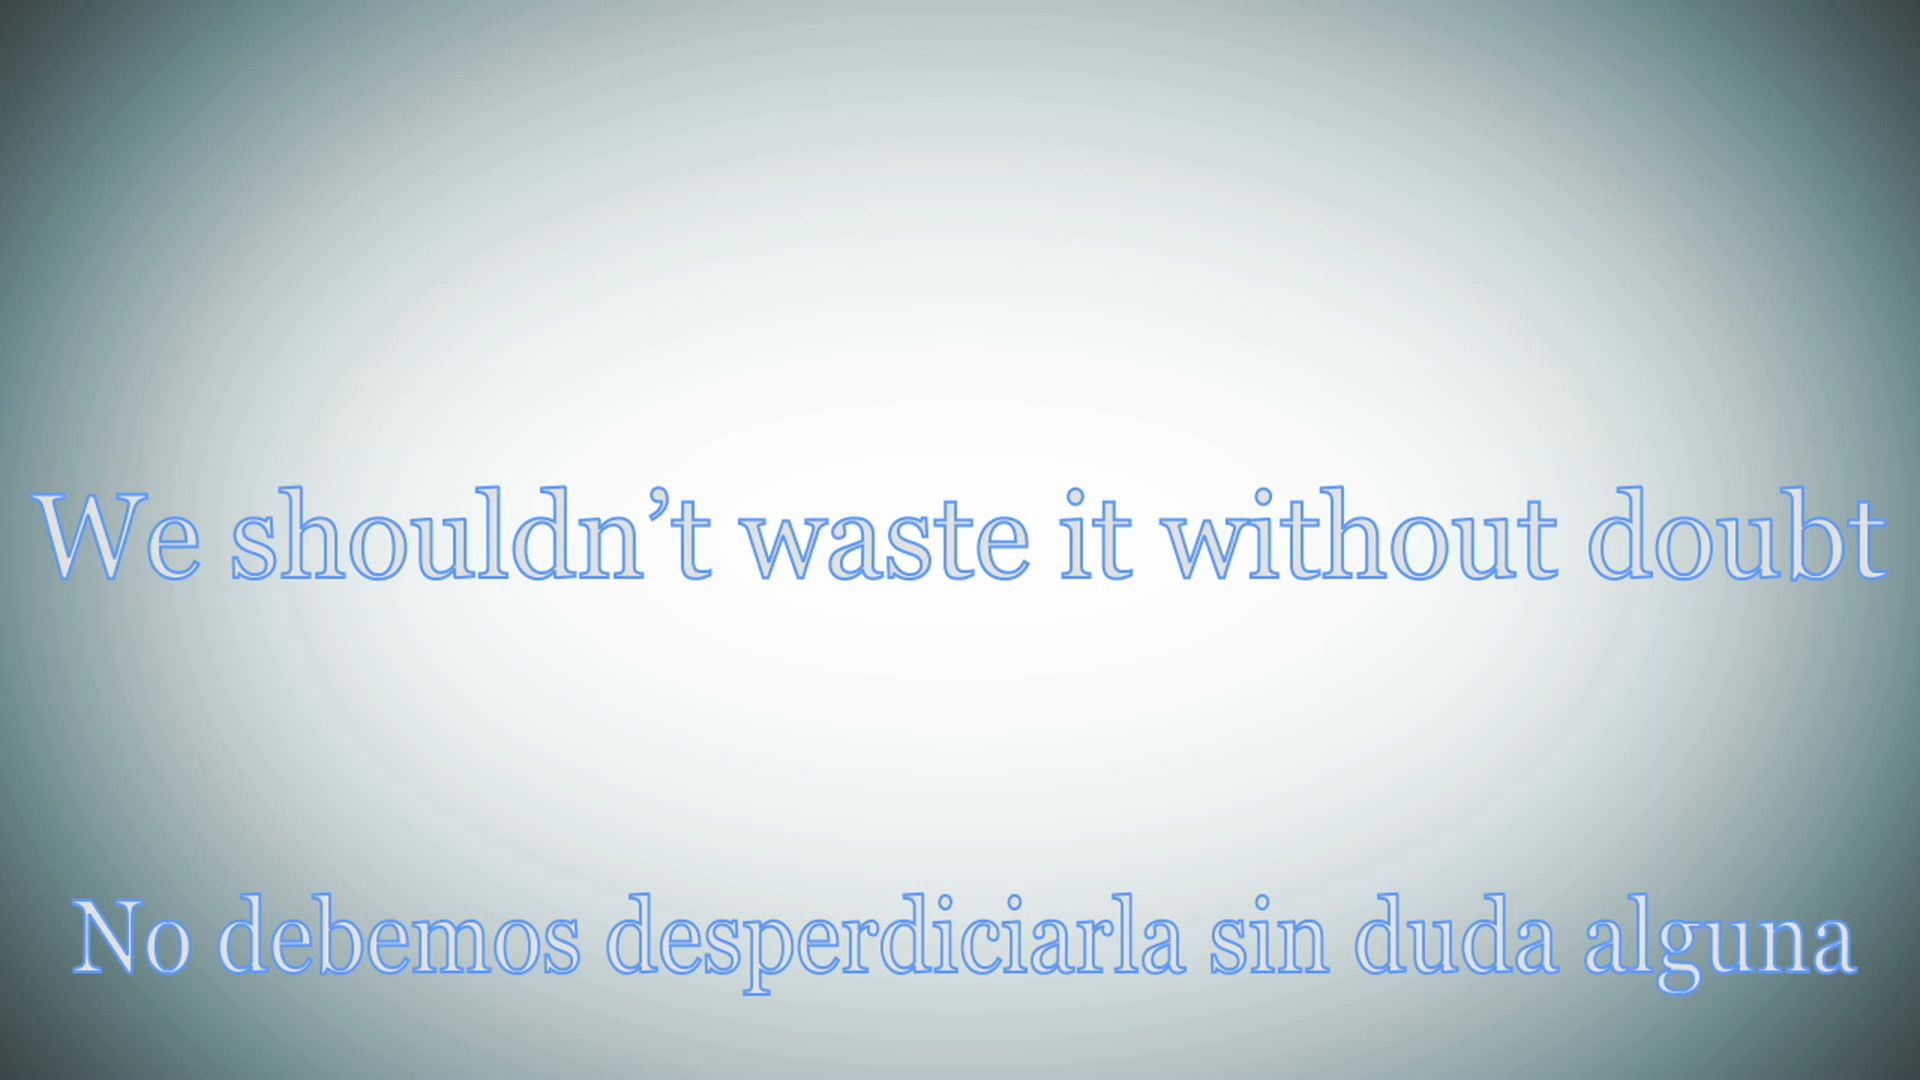 We shouldn’t waste it without doubt
No debemos desperdiciarla sin duda alguna